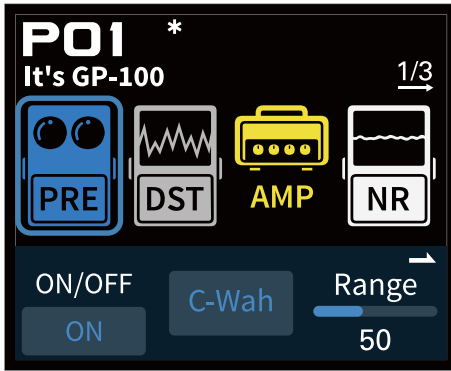 P01 *
It's GP-100
1/3
PRE DST AMP NR
ON/OFF C-Wah Range
ON 50